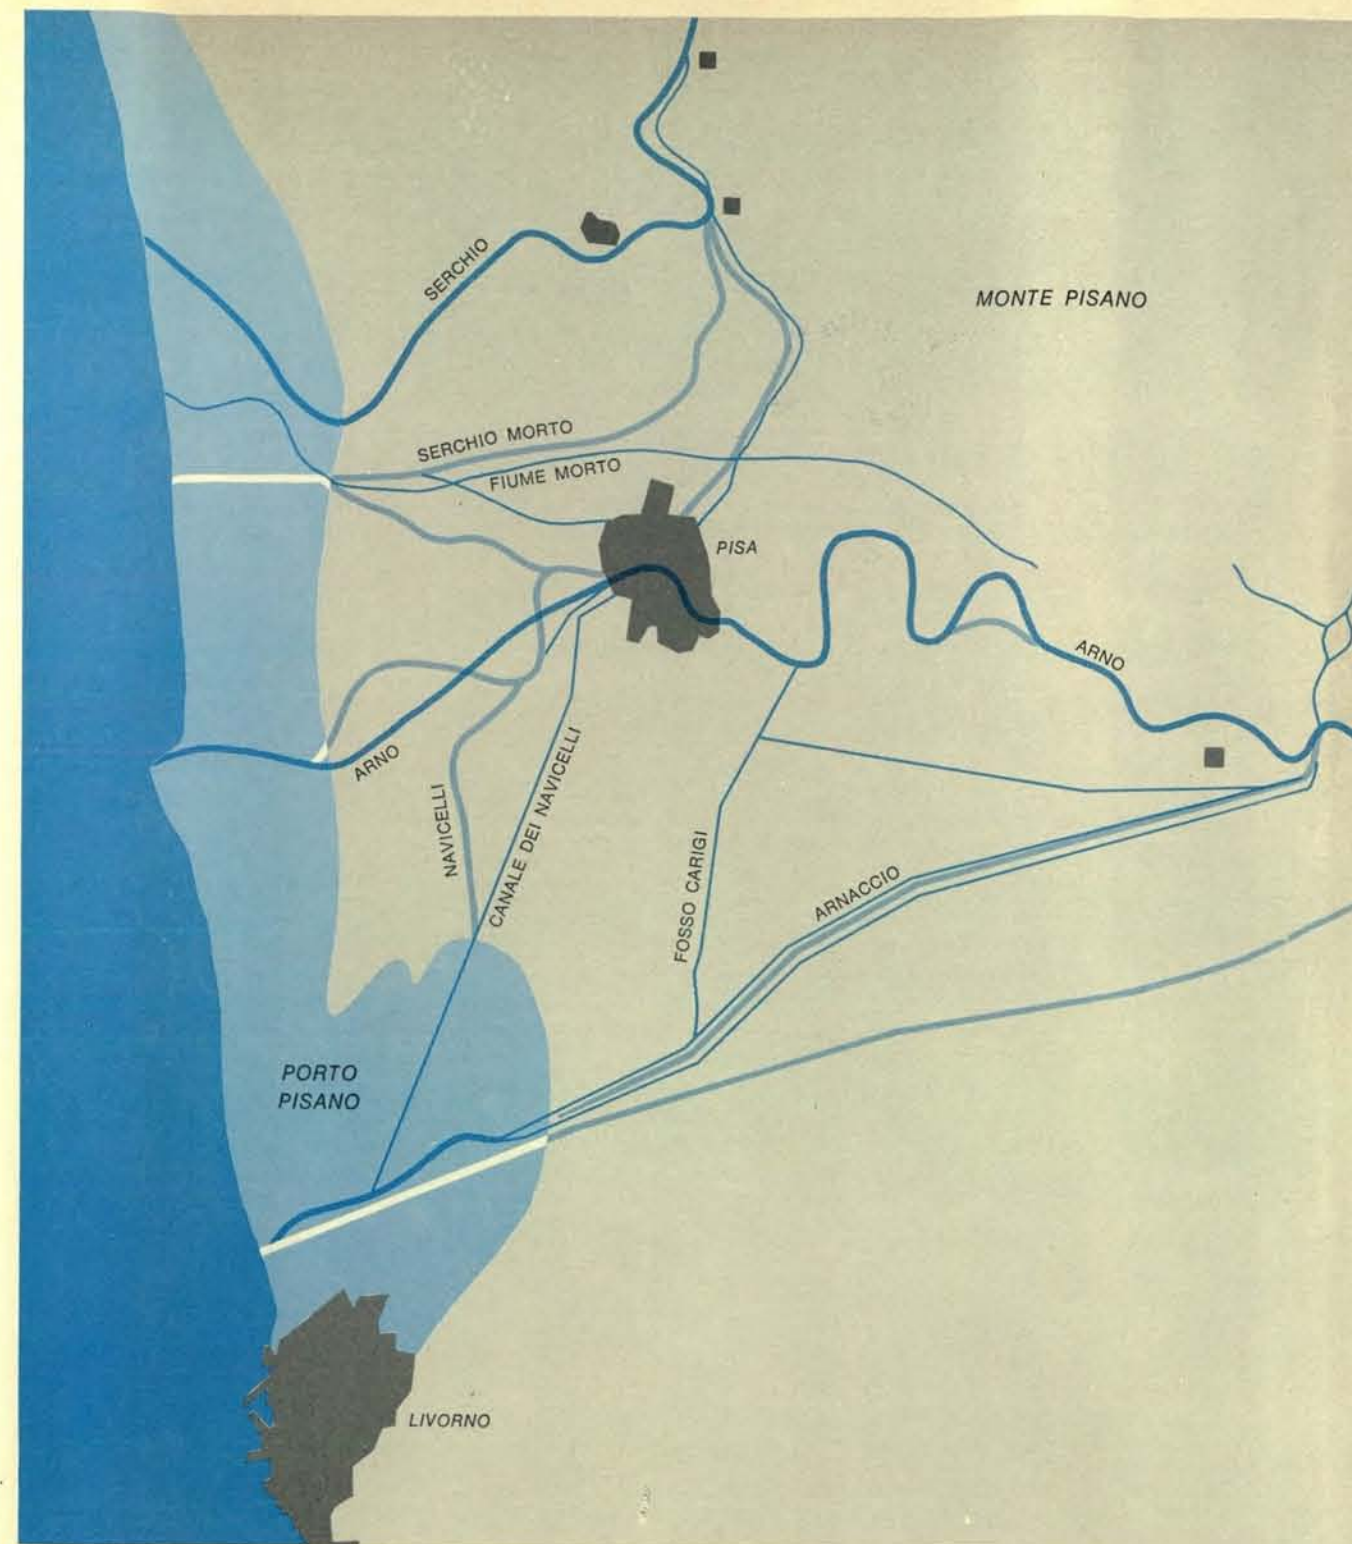 SERCHIO
MONTE PISANO
SERCHIO MORTO
FIUME MORTO
PISA
ARNO
ARNO
NAVICELLI
CANALE DEI NAVICELLI
FOSSO CARIGI
ARNACCIO
PORTO
PISANO
LIVORNO